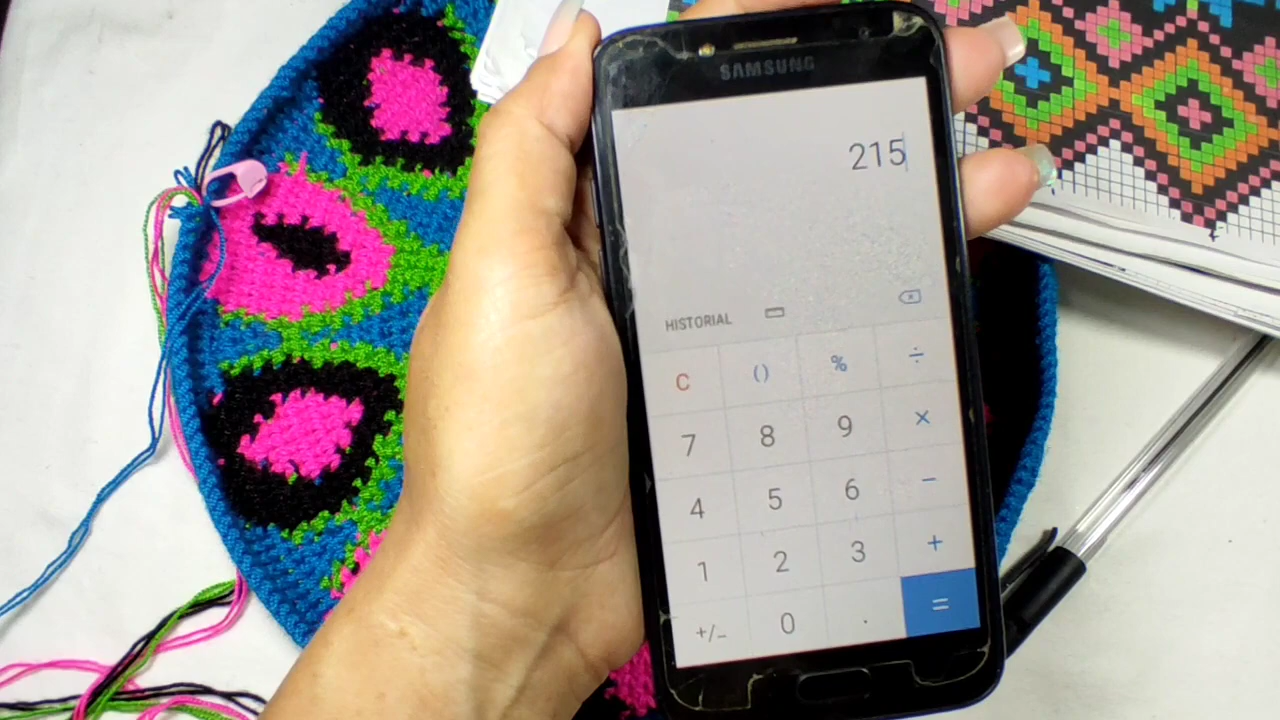 SAMSUNG
215
HISTORIAL
C () % ÷
7 8 9 ×
4 5 6 −
1 2 3 +
+/− 0 . =